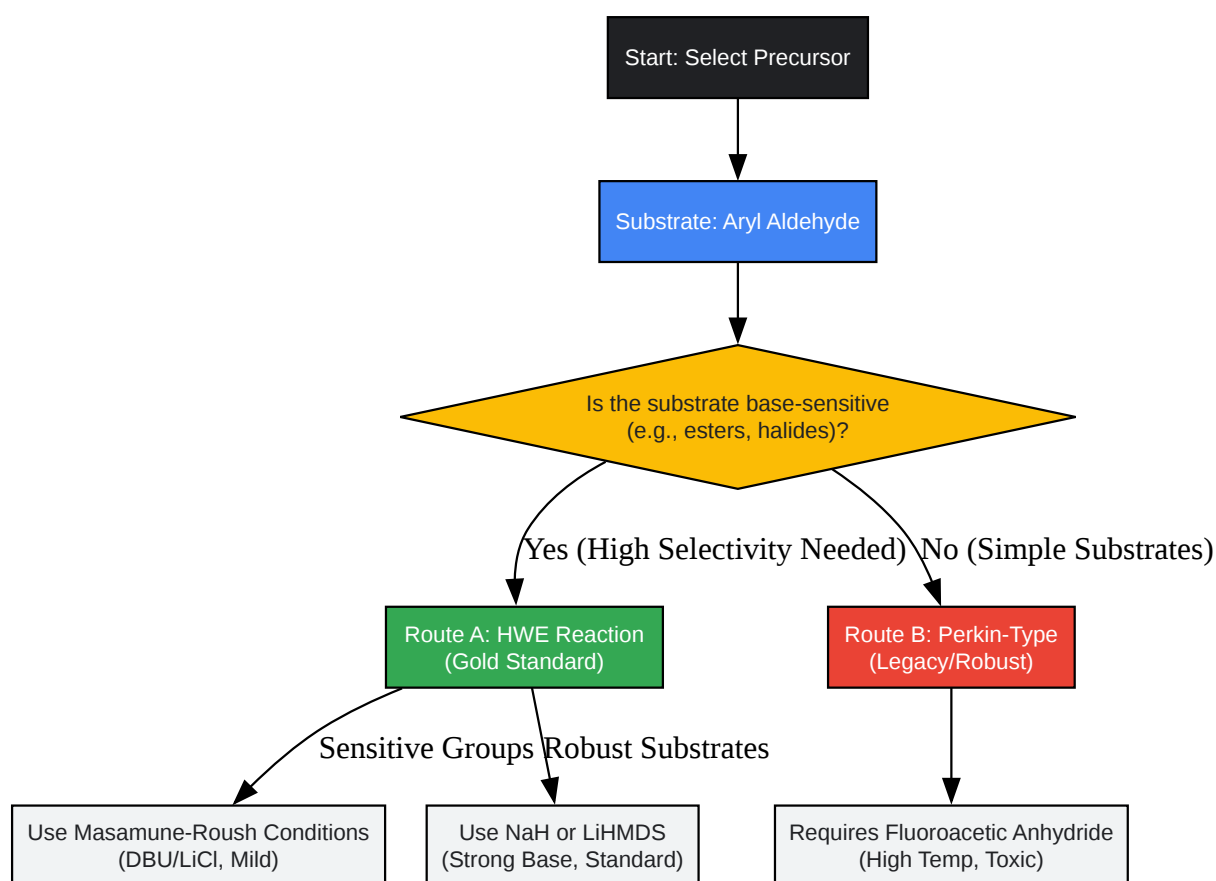 Start: Select Precursor
Substrate: Aryl Aldehyde
Is the substrate base-sensitive
(e.g., esters, halides)?
Yes (High Selectivity Needed)
No (Simple Substrates)
Route A: HWE Reaction
(Gold Standard)
Route B: Perkin-Type
(Legacy/Robust)
Sensitive Groups
Robust Substrates
Use Masamune-Roush Conditions
(DBU/LiCl, Mild)
Use NaH or LiHMDS
(Strong Base, Standard)
Requires Fluoroacetic Anhydride
(High Temp, Toxic)